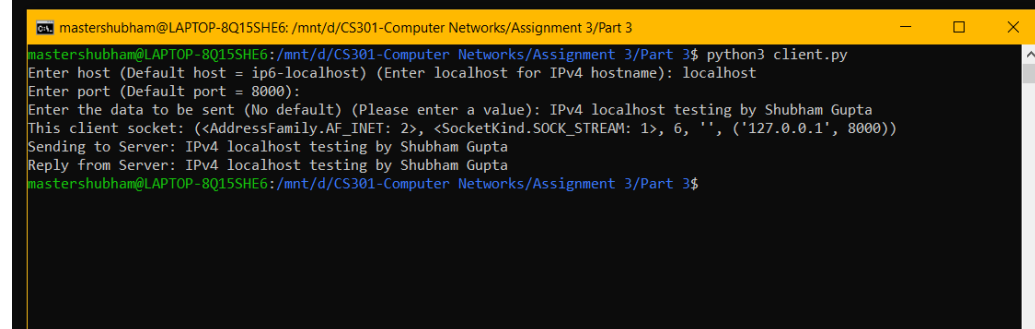 mastershubham@LAPTOP-8Q15SHE6: /mnt/d/CS301-Computer Networks/Assignment 3/Part 3
mastershubham@LAPTOP-8Q15SHE6:/mnt/d/CS301-Computer Networks/Assignment 3/Part 3$ python3 client.py
Enter host (Default host = ip6-localhost) (Enter localhost for IPv4 hostname): localhost
Enter port (Default port = 8000):
Enter the data to be sent (No default) (Please enter a value): IPv4 localhost testing by Shubham Gupta
This client socket: (<AddressFamily.AF_INET: 2>, <SocketKind.SOCK_STREAM: 1>, 6, '', ('127.0.0.1', 8000))
Sending to Server: IPv4 localhost testing by Shubham Gupta
Reply from Server: IPv4 localhost testing by Shubham Gupta
mastershubham@LAPTOP-8Q15SHE6:/mnt/d/CS301-Computer Networks/Assignment 3/Part 3$